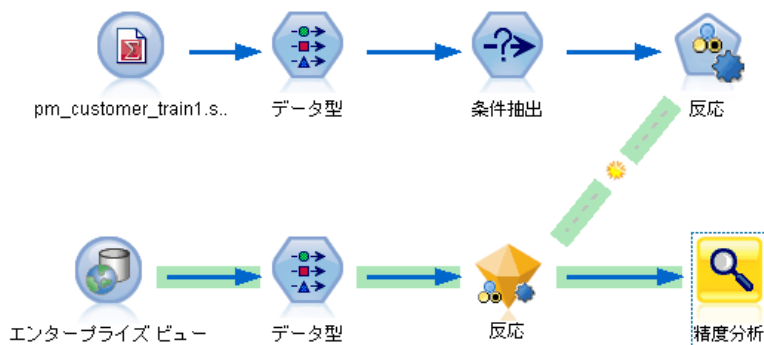 pm_customer_train1.s..
データ型
条件抽出
反応
エンタープライズ ビュー
データ型
反応
精度分析